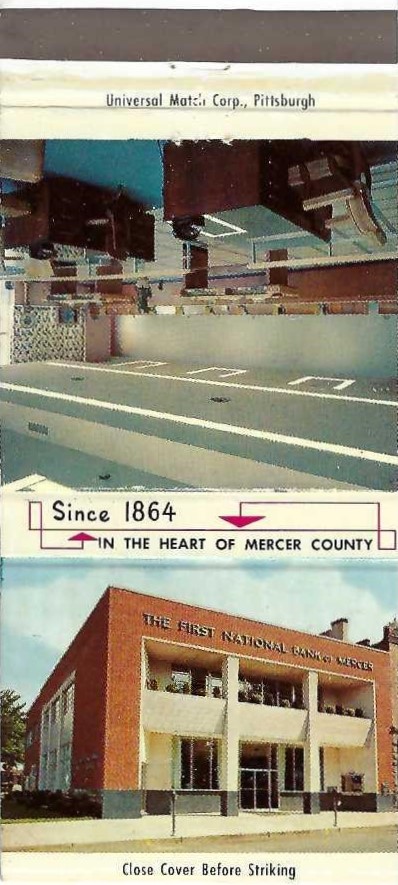 Universal Match Corp., Pittsburgh
Since 1864
IN THE HEART OF MERCER COUNTY
THE FIRST NATIONAL BANK OF MERCER
Close Cover Before Striking